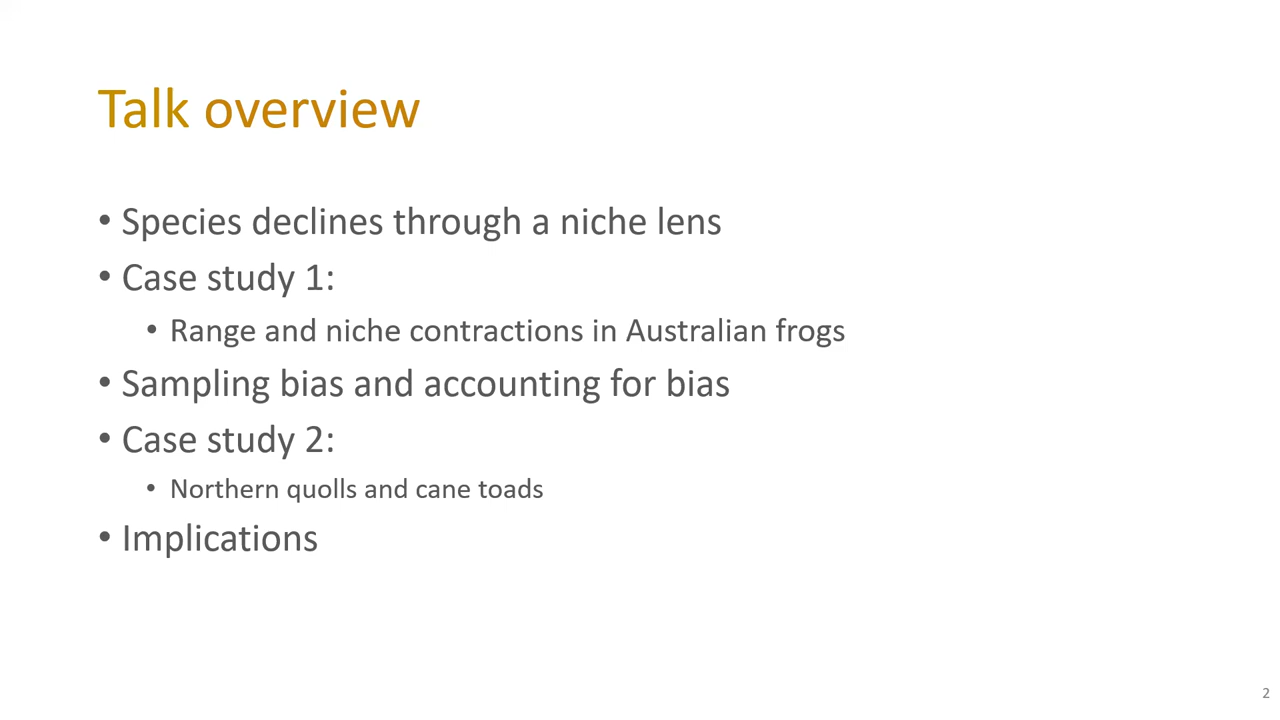 Talk overview
• Species declines through a niche lens
• Case study 1:
• Range and niche contractions in Australian frogs
• Sampling bias and accounting for bias
• Case study 2:
• Northern quolls and cane toads
• Implications
2